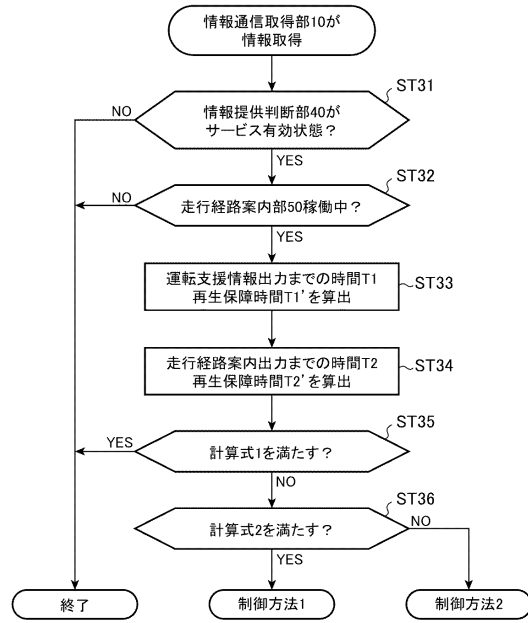 情報通信取得部10が
情報取得
ST31
NO
情報提供判断部40が
サービス有効状態？
YES
ST32
NO
走行経路案内部50稼働中？
YES
運転支援情報出力までの時間T1
再生保障時間T1'を算出
ST33
走行経路案内出力までの時間T2
再生保障時間T2'を算出
ST34
ST35
YES
計算式1を満たす？
NO
ST36
計算式2を満たす？
NO
YES
終了
制御方法1
制御方法2